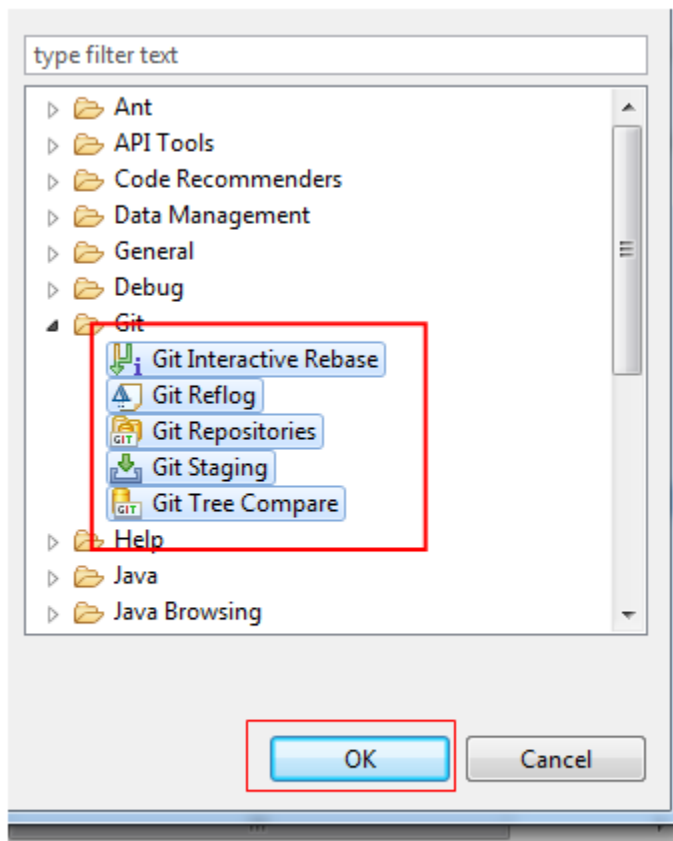 type filter text
Ant
API Tools
Code Recommenders
Data Management
General
Debug
Git
Git Interactive Rebase
Git Reflog
Git Repositories
Git Staging
Git Tree Compare
Help
Java
Java Browsing
OK Cancel